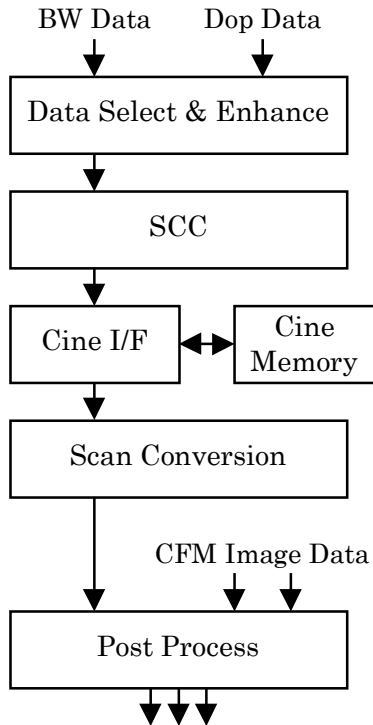 BW Data
Dop Data
Data Select & Enhance
SCC
Cine I/F
Cine
Memory
Scan Conversion
CFM Image Data
Post Process